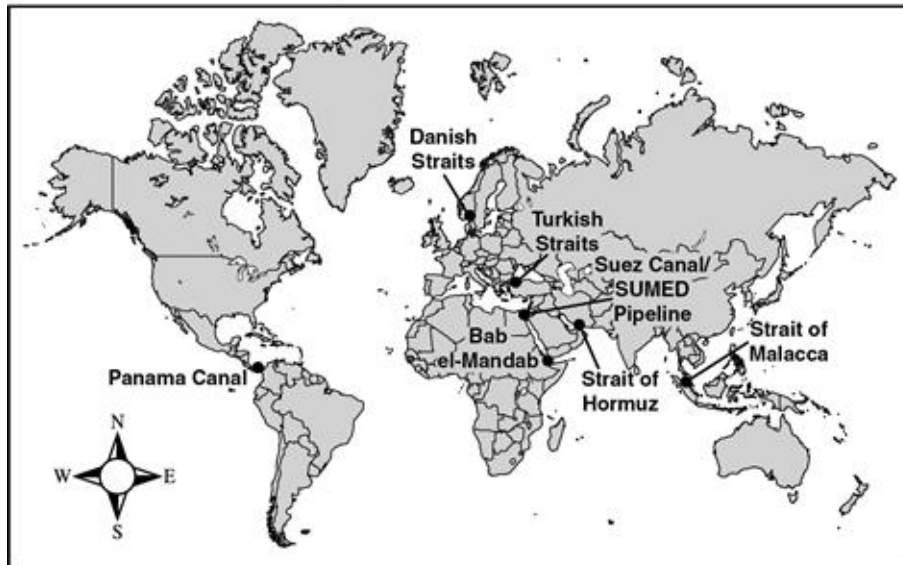 Danish
Straits
Turkish
Straits
Suez Canal/
SUMED
Pipeline
Bab
el-Mandab
Strait of
Hormuz
Strait of
Malacca
Panama Canal
N
W
E
S